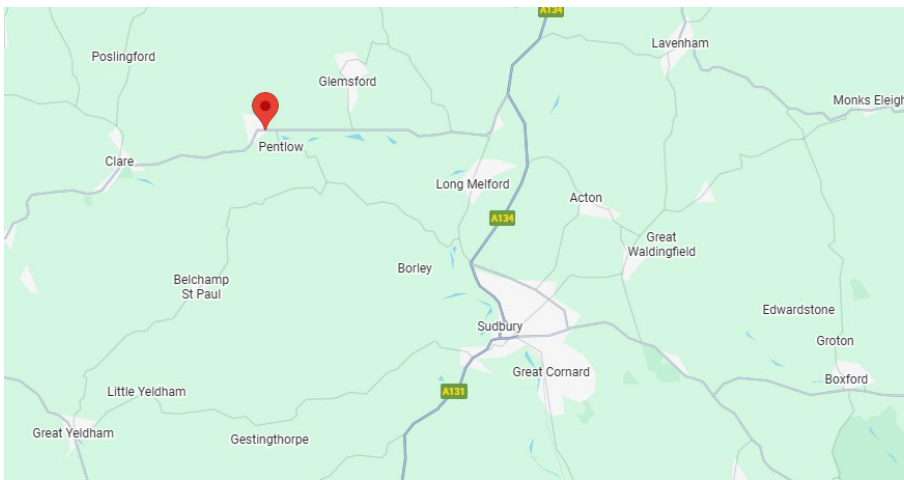 A134
Lavenham
Poslingford
Glemsford
Monks Eleigh
Pentlow
Clare
Long Melford
Acton
A134
Great
Waldingfield
Borley
Belchamp
St Paul
Edwardstone
Sudbury
Groton
Great Cornard
Boxford
A131
Little Yeldham
Great Yeldham
Gestingthorpe